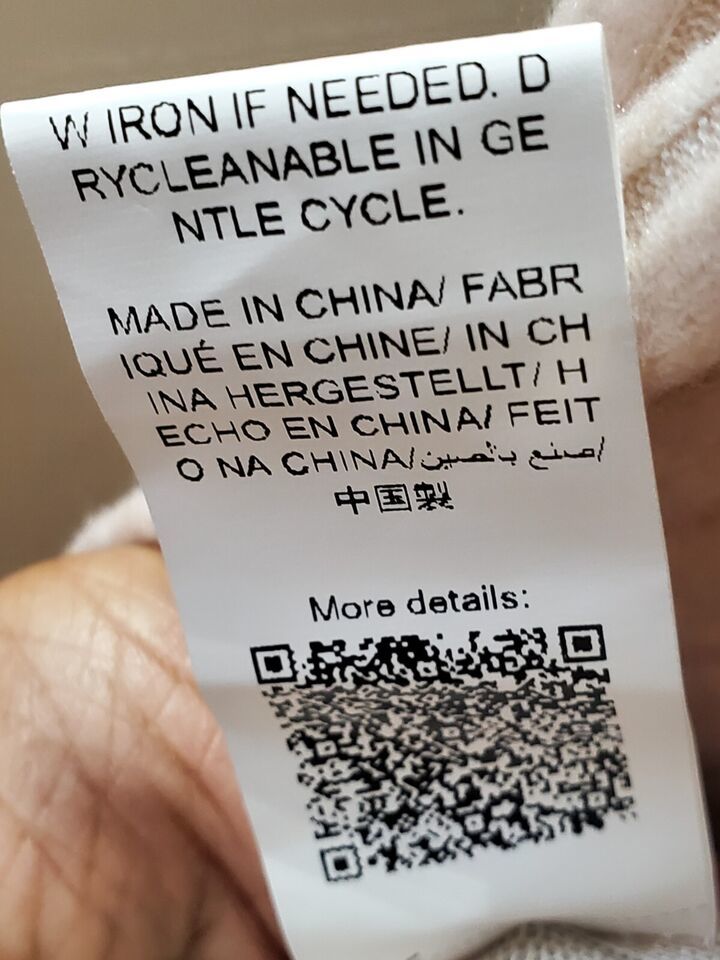 W IRON IF NEEDED. D
RYCLEANABLE IN GE
NTLE CYCLE.
MADE IN CHINA/ FABR
IQUÉ EN CHINE/ IN CH
INA HERGESTELLT/ H
ECHO EN CHINA/ FEIT
O NA CHINA/صنع بالصين/
中国製
More details: